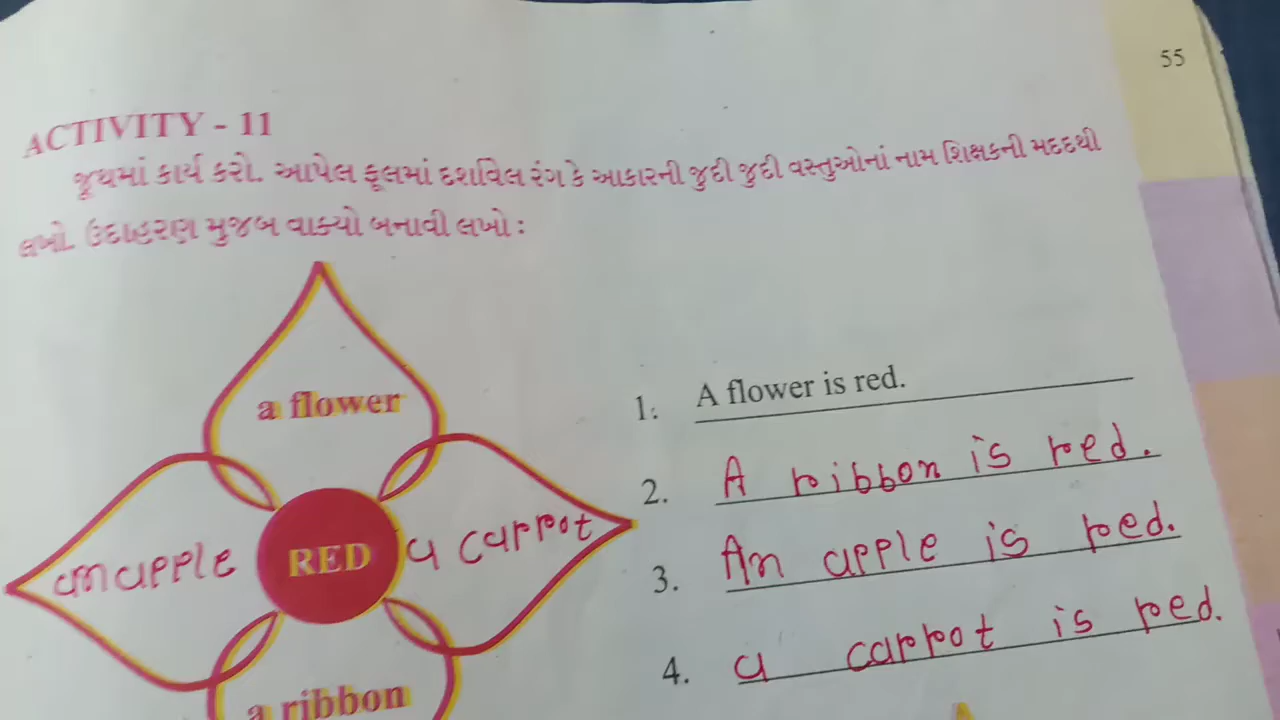 55
ACTIVITY - 11
જૂથમાં કાર્ય કરો. આપેલ ફૂલમાં દર્શાવેલ રંગ કે આકારની જુદી જુદી વસ્તુઓનાં નામ શિક્ષકની મદદથી
લખો. ઉદાહરણ મુજબ વાક્યો બનાવી લખો :
a flower
an apple
RED
a carrot
a ribbon
1. A flower is red.
2. A ribbon is red.
3. An apple is red.
4. a carrot is red.